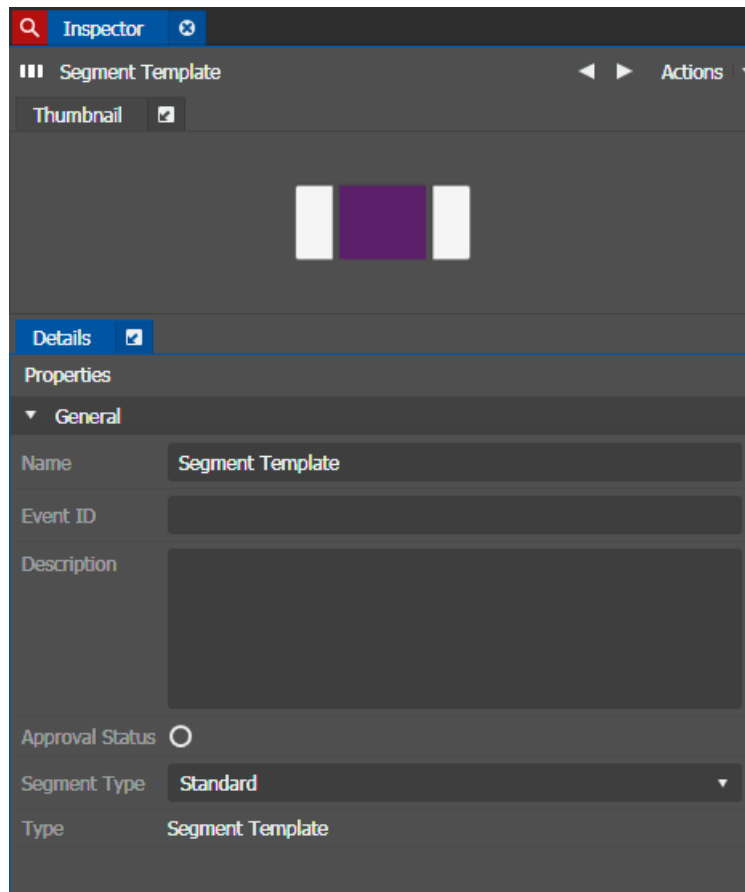 Inspector
Segment Template
Actions
Thumbnail
Details
Properties
General
Name Segment Template
Event ID
Description
Approval Status
Segment Type Standard
Type Segment Template